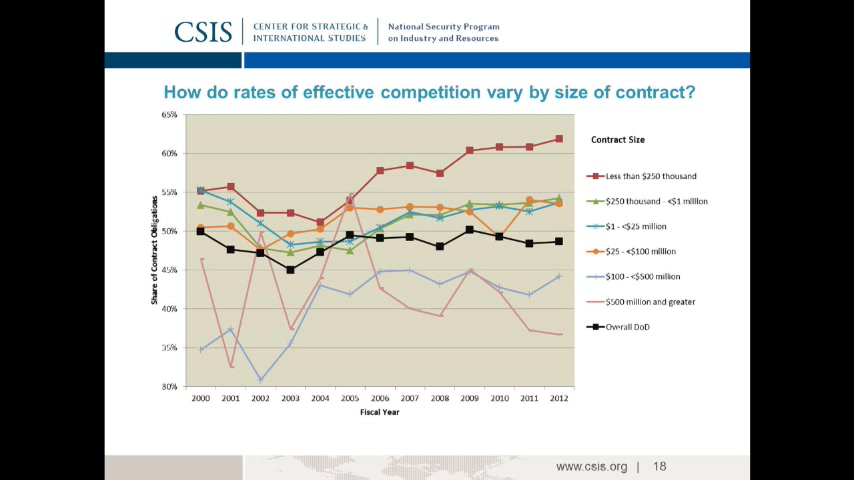 CSIS
CENTER FOR STRATEGIC &
INTERNATIONAL STUDIES
National Security Program
on Industry and Resources
How do rates of effective competition vary by size of contract?
65%
60%
55%
50%
45%
40%
35%
30%
Share of Contract Obligations
2000 2001 2002 2003 2004 2005 2006 2007 2008 2009 2010 2011 2012
Fiscal Year
Contract Size
Less than $250 thousand
$250 thousand - <$1 million
$1 - <$25 million
$25 - <$100 million
$100 - <$500 million
$500 million and greater
Overall DoD
www.csis.org | 18